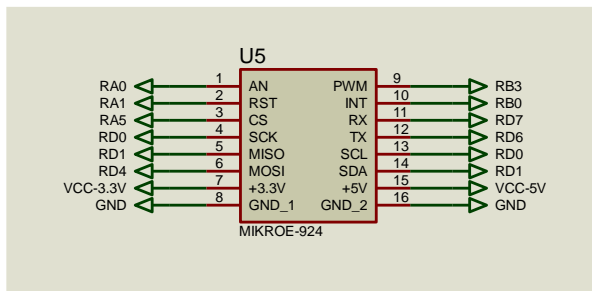 U5
RA0 1 AN PWM 9 RB3
RA1 2 RST INT 10 RB0
RA5 3 CS RX 11 RD7
RD0 4 SCK TX 12 RD6
RD1 5 MISO SCL 13 RD0
RD4 6 MOSI SDA 14 RD1
VCC-3.3V 7 +3.3V +5V 15 VCC-5V
GND 8 GND_1 GND_2 16 GND
MIKROE-924